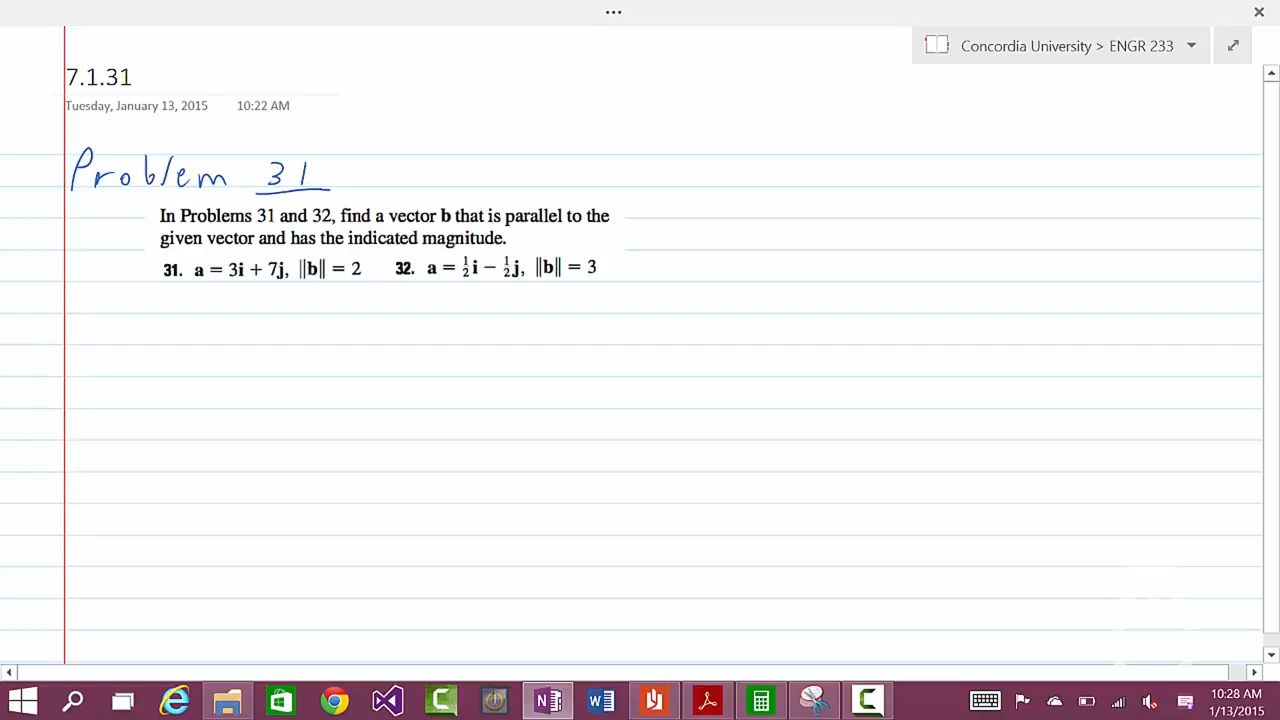 ...
Concordia University > ENGR 233
7.1.31
Tuesday, January 13, 2015 10:22 AM
Problem 31
In Problems 31 and 32, find a vector b that is parallel to the
given vector and has the indicated magnitude.
31. a = 3i + 7j, ||b|| = 2 32. a = ½i − ½j, ||b|| = 3
10:28 AM
1/13/2015